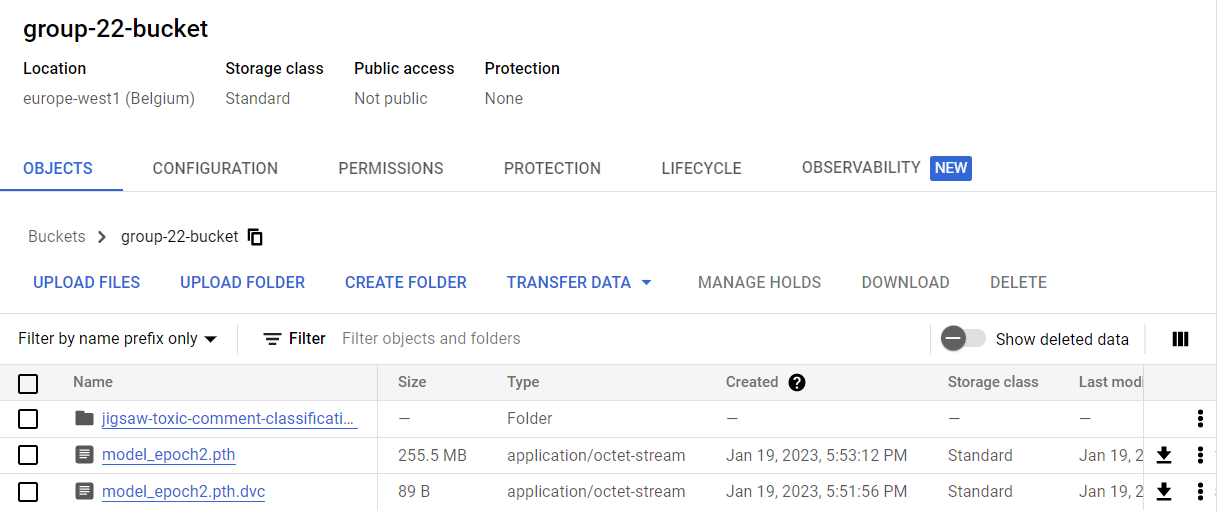 group-22-bucket
Location Storage class Public access Protection
europe-west1 (Belgium) Standard Not public None
OBJECTS CONFIGURATION PERMISSIONS PROTECTION LIFECYCLE OBSERVABILITY NEW
Buckets > group-22-bucket
UPLOAD FILES UPLOAD FOLDER CREATE FOLDER TRANSFER DATA MANAGE HOLDS DOWNLOAD DELETE
Filter by name prefix only Filter Filter objects and folders Show deleted data
Name Size Type Created ? Storage class Last modi
jigsaw-toxic-comment-classificati... — Folder — — —
model_epoch2.pth 255.5 MB application/octet-stream Jan 19, 2023, 5:53:12 PM Standard Jan 19, 2
model_epoch2.pth.dvc 89 B application/octet-stream Jan 19, 2023, 5:51:56 PM Standard Jan 19, 2